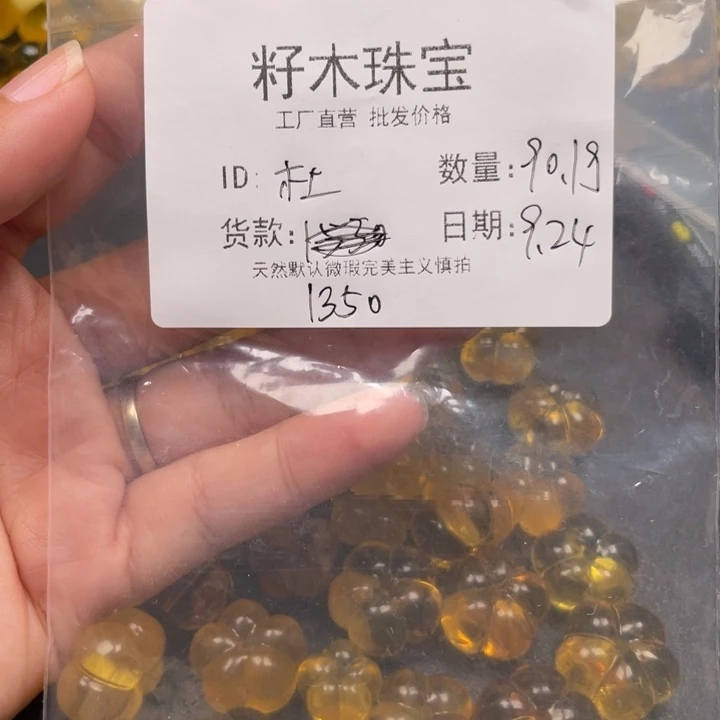 籽木珠宝
工厂直营 批发价格
ID: 杜 数量:90.19
货款: 日期:9.24
天然默认微瑕完美主义慎拍
1350